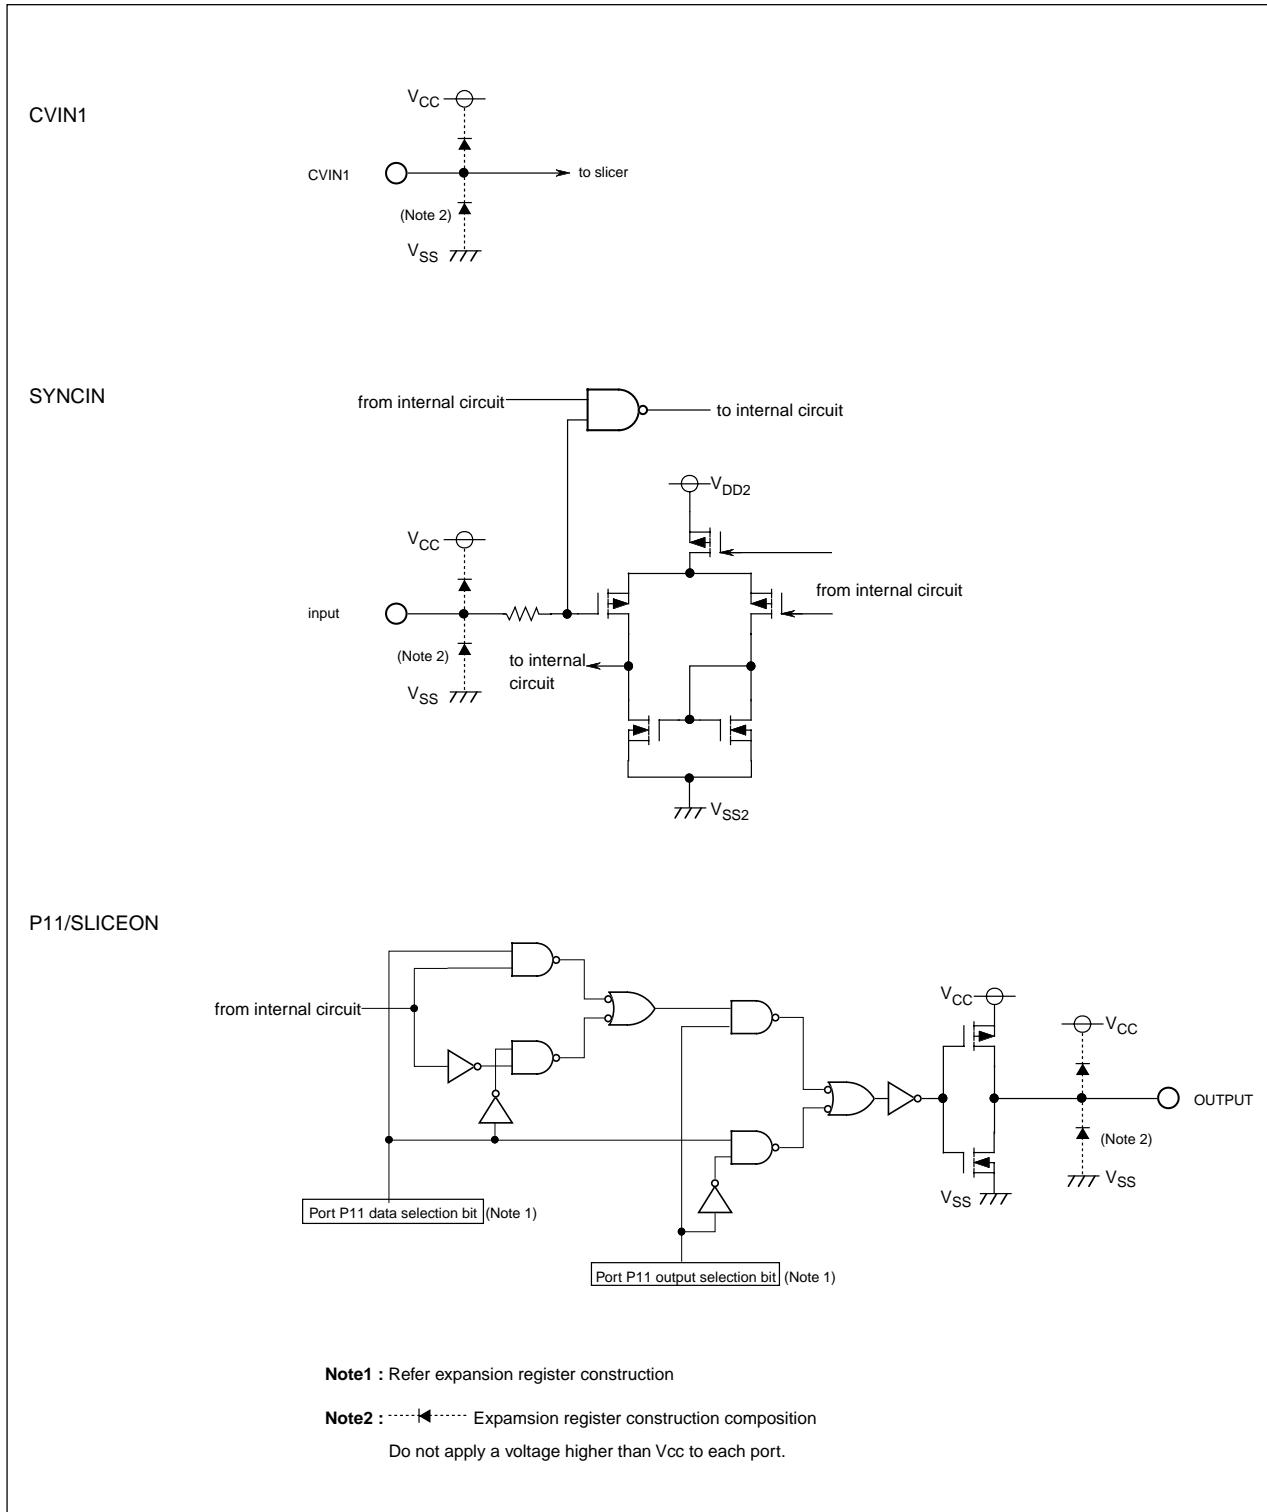 CVIN1
VCC
CVIN1
to slicer
(Note 2)
VSS
SYNCIN
from internal circuit
to internal circuit
VDD2
VCC
from internal circuit
input
(Note 2)
to internal
circuit
VSS
VSS2
P11/SLICEON
from internal circuit
VCC
VCC
OUTPUT
(Note 2)
VSS
VSS
Port P11 data selection bit (Note 1)
Port P11 output selection bit (Note 1)
Note1 : Refer expansion register construction
Note2 : Expamsion register construction composition
Do not apply a voltage higher than Vcc to each port.